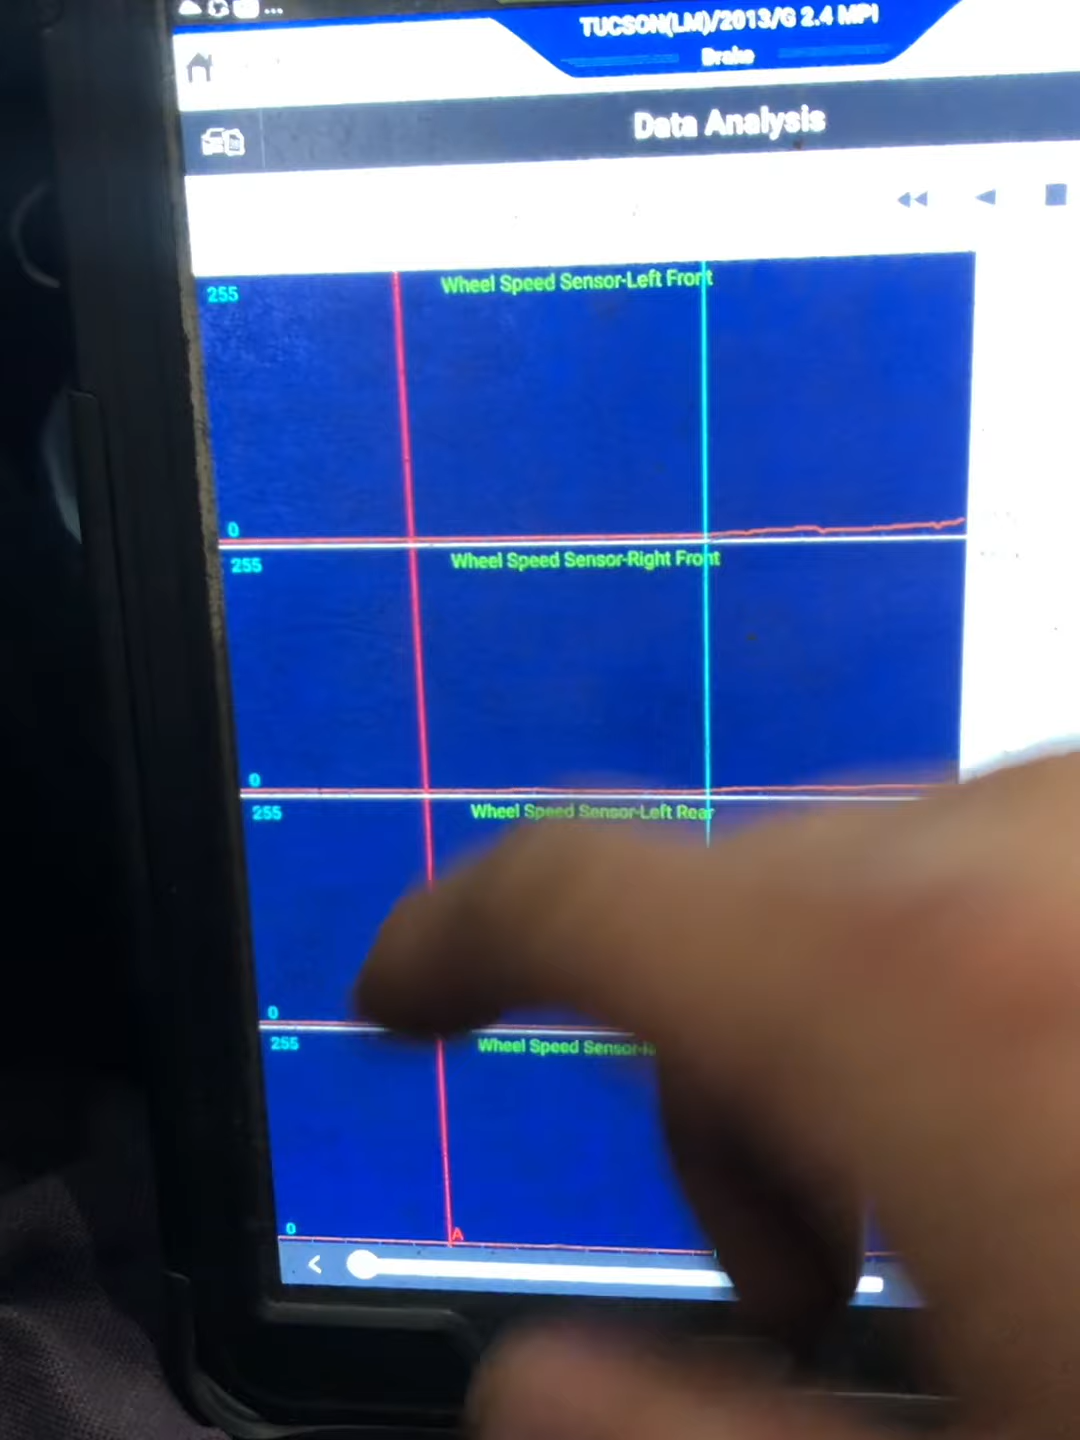 ...
TUCSON(LM)/2013/G 2.4 MPI
Brake
Data Analysis
Wheel Speed Sensor-Left Front
255
0
Wheel Speed Sensor-Right Front
255
0
Wheel Speed Sensor-Left Rear
255
0
Wheel Speed Sensor-R
255
0
A
<